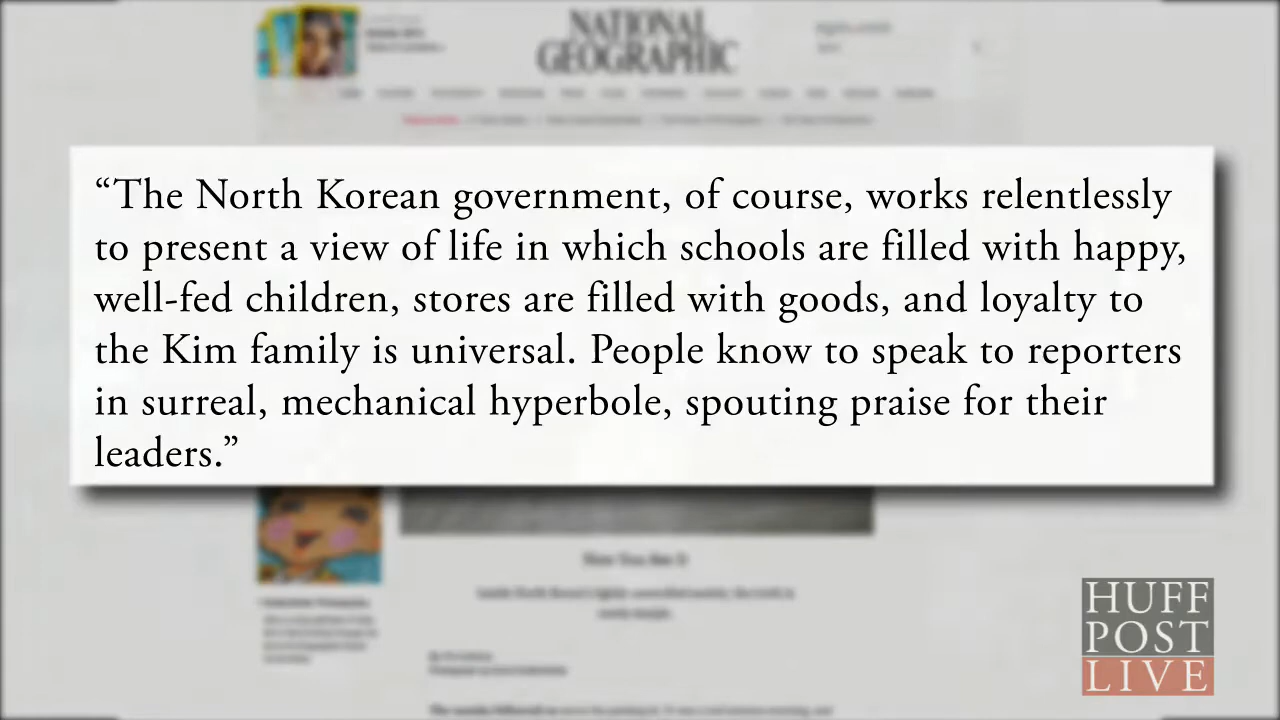 NATIONAL
GEOGRAPHIC
“The North Korean government, of course, works relentlessly
to present a view of life in which schools are filled with happy,
well-fed children, stores are filled with goods, and loyalty to
the Kim family is universal. People know to speak to reporters
in surreal, mechanical hyperbole, spouting praise for their
leaders.”
HUFF
POST
LIVE